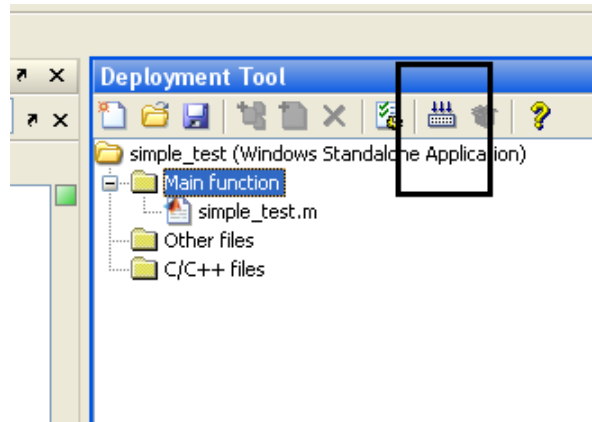 Deployment Tool
simple_test (Windows Standalone Application)
Main function
simple_test.m
Other files
C/C++ files